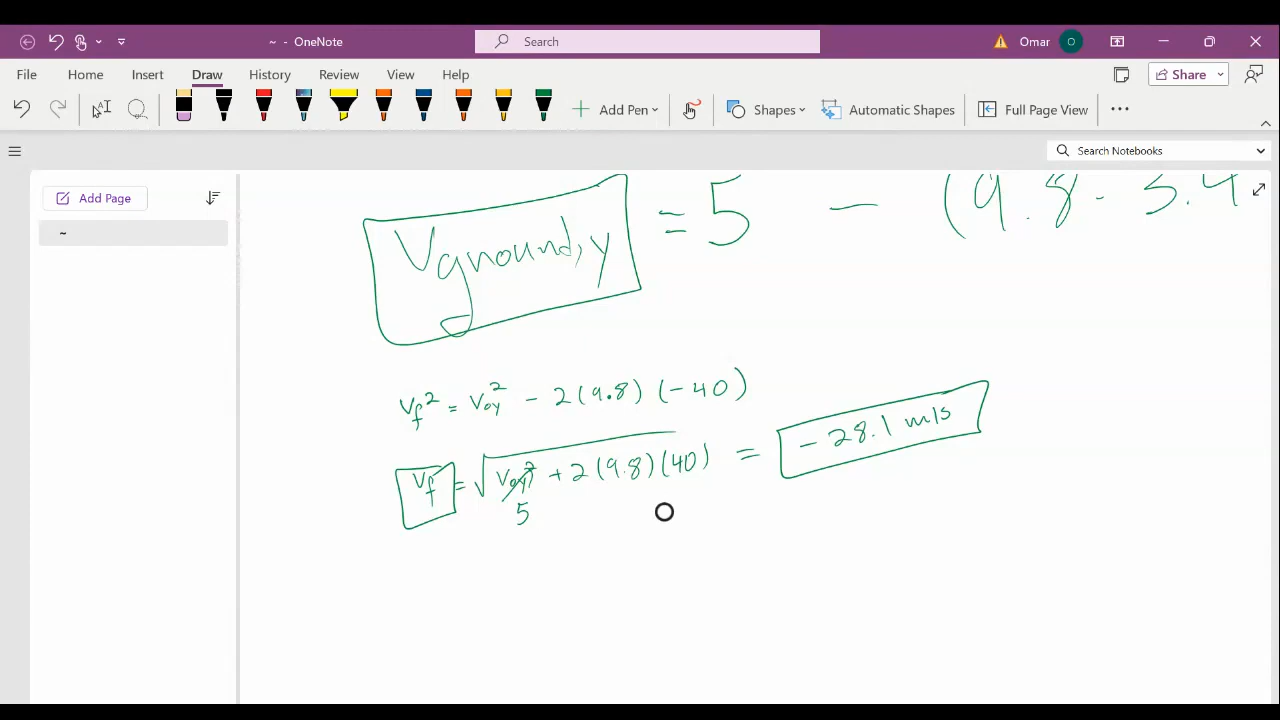 ~ - OneNote
Search
Omar
O
File Home Insert Draw History Review View Help
Share
Add Pen
Shapes
Automatic Shapes
Full Page View
Search Notebooks
Add Page
~
Vground,y = 5 - (9.8 · 3.4
Vf² = Voy² - 2(9.8)(-40)
Vf = √Voy² + 2(9.8)(40) = -28.1 m/s
5